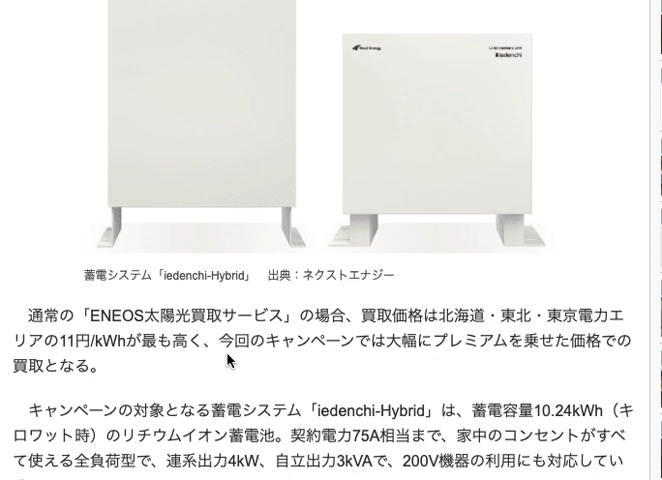 Next Energy
iedenchi
蓄電システム「iedenchi-Hybrid」　出典：ネクストエナジー
通常の「ENEOS太陽光買取サービス」の場合、買取価格は北海道・東北・東京電力エ
リアの11円/kWhが最も高く、今回のキャンペーンでは大幅にプレミアムを乗せた価格での
買取となる。
キャンペーンの対象となる蓄電システム「iedenchi-Hybrid」は、蓄電容量10.24kWh（キ
ロワット時）のリチウムイオン蓄電池。契約電力75A相当まで、家中のコンセントがすべ
て使える全負荷型で、連系出力4kW、自立出力3kVAで、200V機器の利用にも対応してい